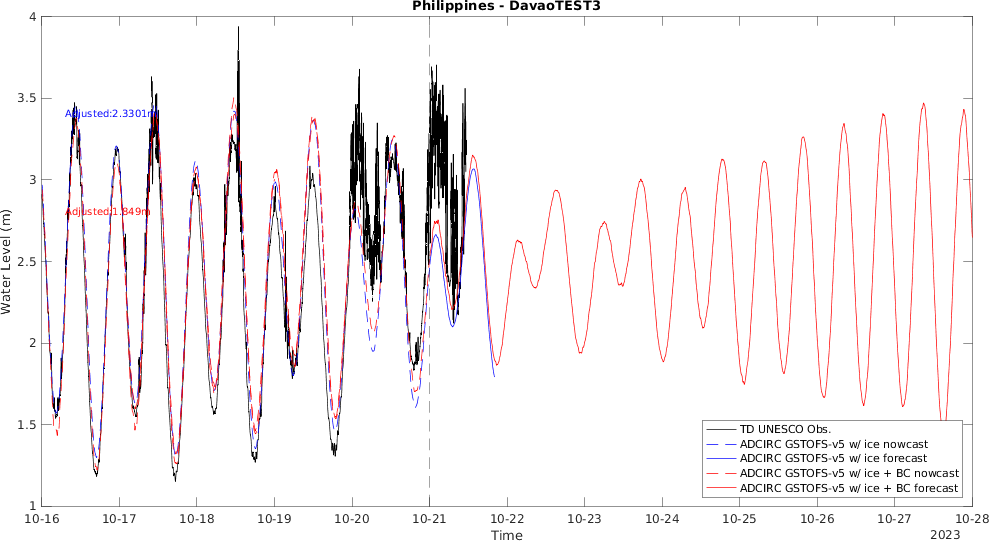 Philippines - DavaoTEST3
4
3.5
3
2.5
2
1.5
1
Water Level (m)
Adjusted:2.3301m
Adjusted:1.849m
TD UNESCO Obs.
ADCIRC GSTOFS-v5 w/ ice nowcast
ADCIRC GSTOFS-v5 w/ ice forecast
ADCIRC GSTOFS-v5 w/ ice + BC nowcast
ADCIRC GSTOFS-v5 w/ ice + BC forecast
10-16 10-17 10-18 10-19 10-20 10-21 10-22 10-23 10-24 10-25 10-26 10-27 10-28
Time
2023